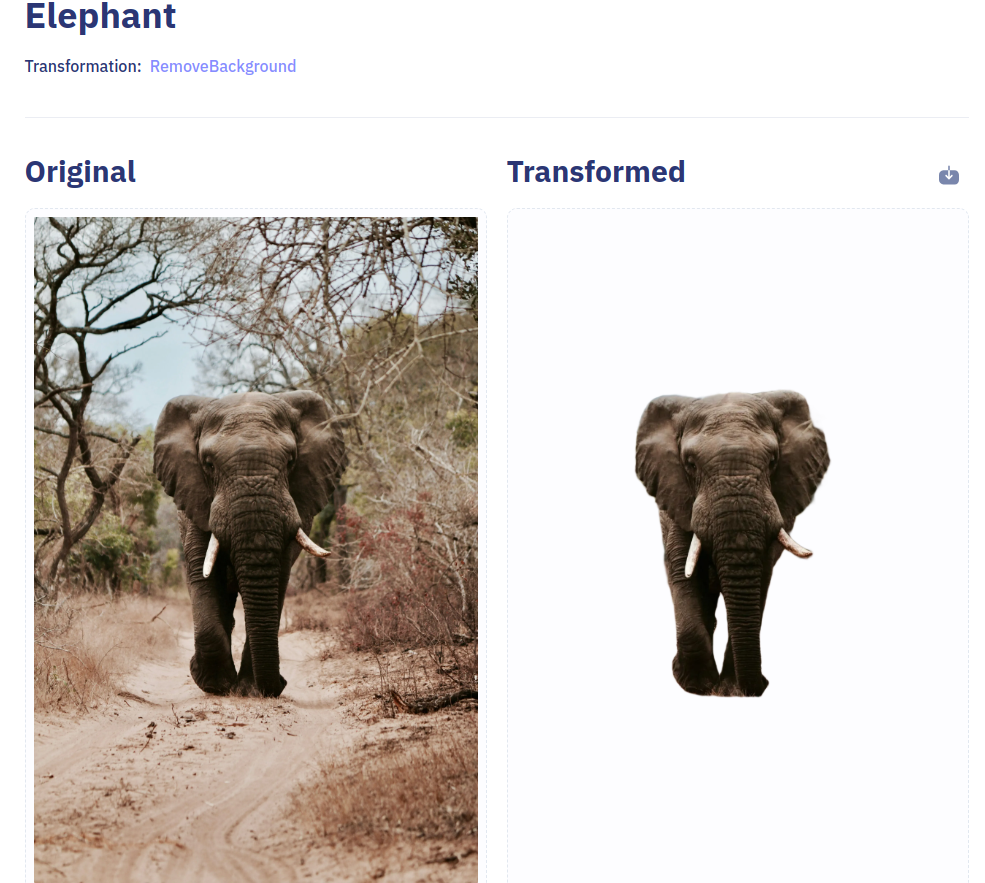 Elephant
Transformation: RemoveBackground
Original
Transformed